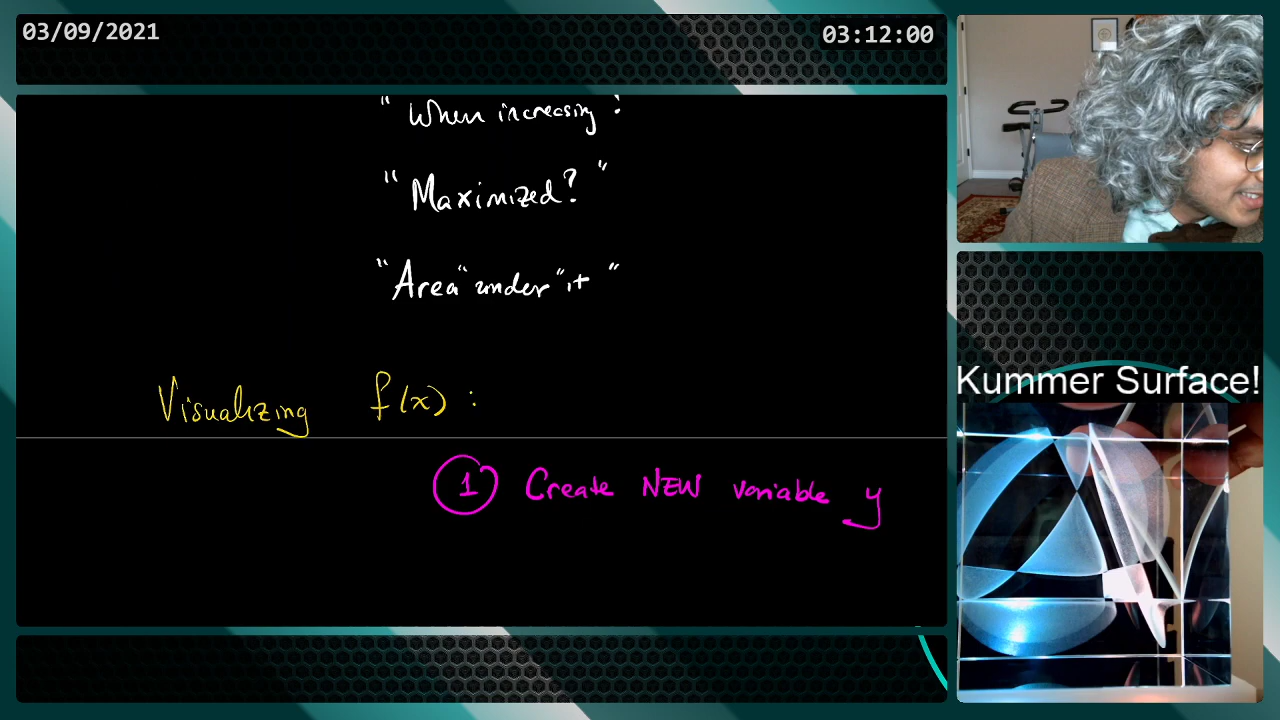 03/09/2021
03:12:00
"When increasing?
"Maximized?"
"Area" under "it"
Visualizing f(x):
1 Create NEW variable y
Kummer Surface!